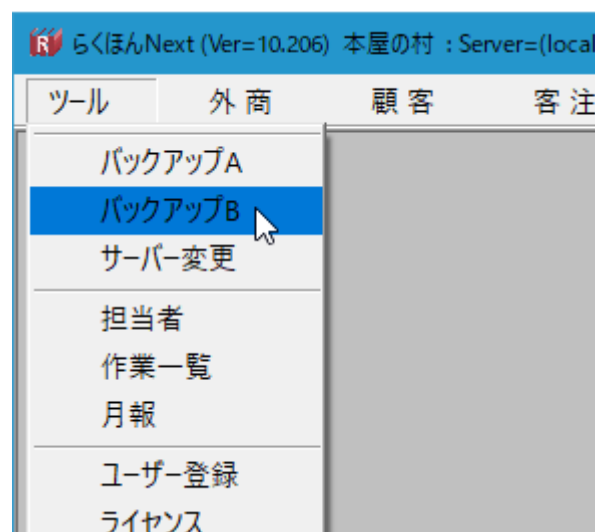 らくほんNext (Ver=10.206) 本屋の村 : Server=(local
ツール 外 商 顧 客 客 注
バックアップA
バックアップB
サーバー変更
担当者
作業一覧
月報
ユーザー登録
ライセンス